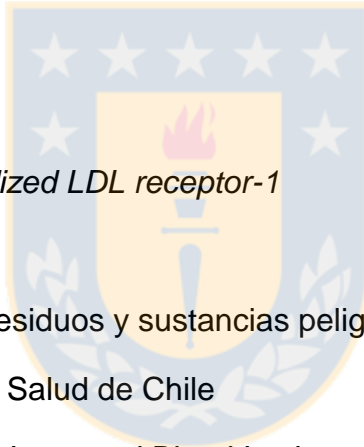 lized LDL receptor-1
esiduos y sustancias pelig
Salud de Chile